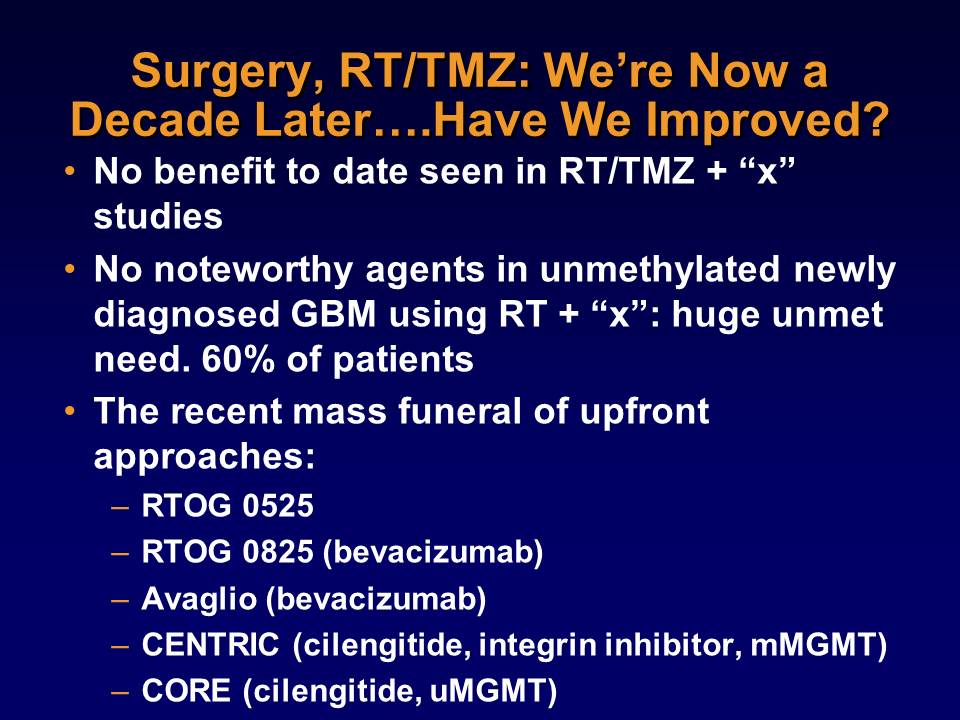 Surgery, RT/TMZ: We’re Now a
Decade Later….Have We Improved?
• No benefit to date seen in RT/TMZ + “x”
studies
• No noteworthy agents in unmethylated newly
diagnosed GBM using RT + “x”: huge unmet
need. 60% of patients
• The recent mass funeral of upfront
approaches:
– RTOG 0525
– RTOG 0825 (bevacizumab)
– Avaglio (bevacizumab)
– CENTRIC (cilengitide, integrin inhibitor, mMGMT)
– CORE (cilengitide, uMGMT)